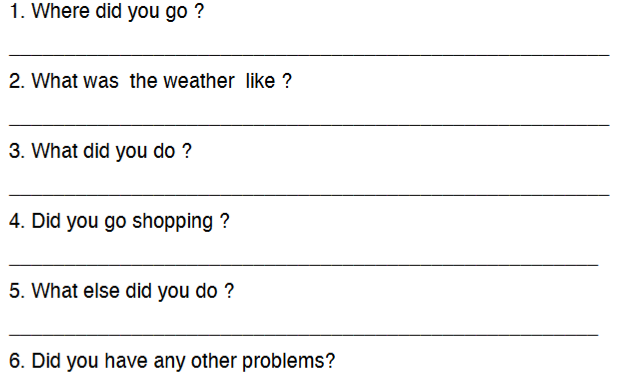 1. Where did you go ?
2. What was  the weather  like ?
3. What did you do ?
4. Did you go shopping ?
5. What else did you do ?
6. Did you have any other problems?